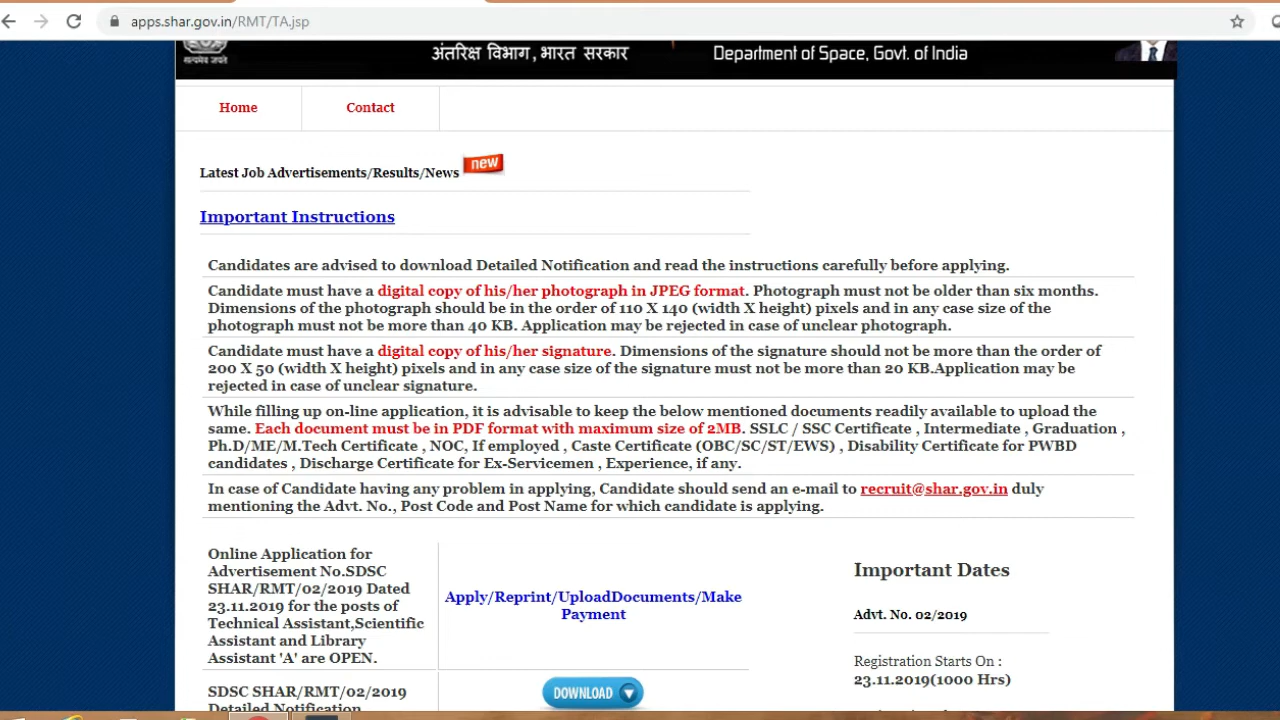 apps.shar.gov.in/RMT/TA.jsp
सत्यमेव जयते
अंतरिक्ष विभाग, भारत सरकार
Department of Space, Govt. of India
Home
Contact
Latest Job Advertisements/Results/News
new
Important Instructions
Candidates are advised to download Detailed Notification and read the instructions carefully before applying.
Candidate must have a digital copy of his/her photograph in JPEG format. Photograph must not be older than six months.
Dimensions of the photograph should be in the order of 110 X 140 (width X height) pixels and in any case size of the
photograph must not be more than 40 KB. Application may be rejected in case of unclear photograph.
Candidate must have a digital copy of his/her signature. Dimensions of the signature should not be more than the order of
200 X 50 (width X height) pixels and in any case size of the signature must not be more than 20 KB.Application may be
rejected in case of unclear signature.
While filling up on-line application, it is advisable to keep the below mentioned documents readily available to upload the
same. Each document must be in PDF format with maximum size of 2MB. SSLC / SSC Certificate , Intermediate , Graduation ,
Ph.D/ME/M.Tech Certificate , NOC, If employed , Caste Certificate (OBC/SC/ST/EWS) , Disability Certificate for PWBD
candidates , Discharge Certificate for Ex-Servicemen , Experience, if any.
In case of Candidate having any problem in applying, Candidate should send an e-mail to recruit@shar.gov.in duly
mentioning the Advt. No., Post Code and Post Name for which candidate is applying.
Online Application for
Advertisement No.SDSC
SHAR/RMT/02/2019 Dated
23.11.2019 for the posts of
Technical Assistant,Scientific
Assistant and Library
Assistant 'A' are OPEN.
Apply/Reprint/UploadDocuments/Make
Payment
SDSC SHAR/RMT/02/2019
Detailed Notification
DOWNLOAD
Important Dates
Advt. No. 02/2019
Registration Starts On :
23.11.2019(1000 Hrs)